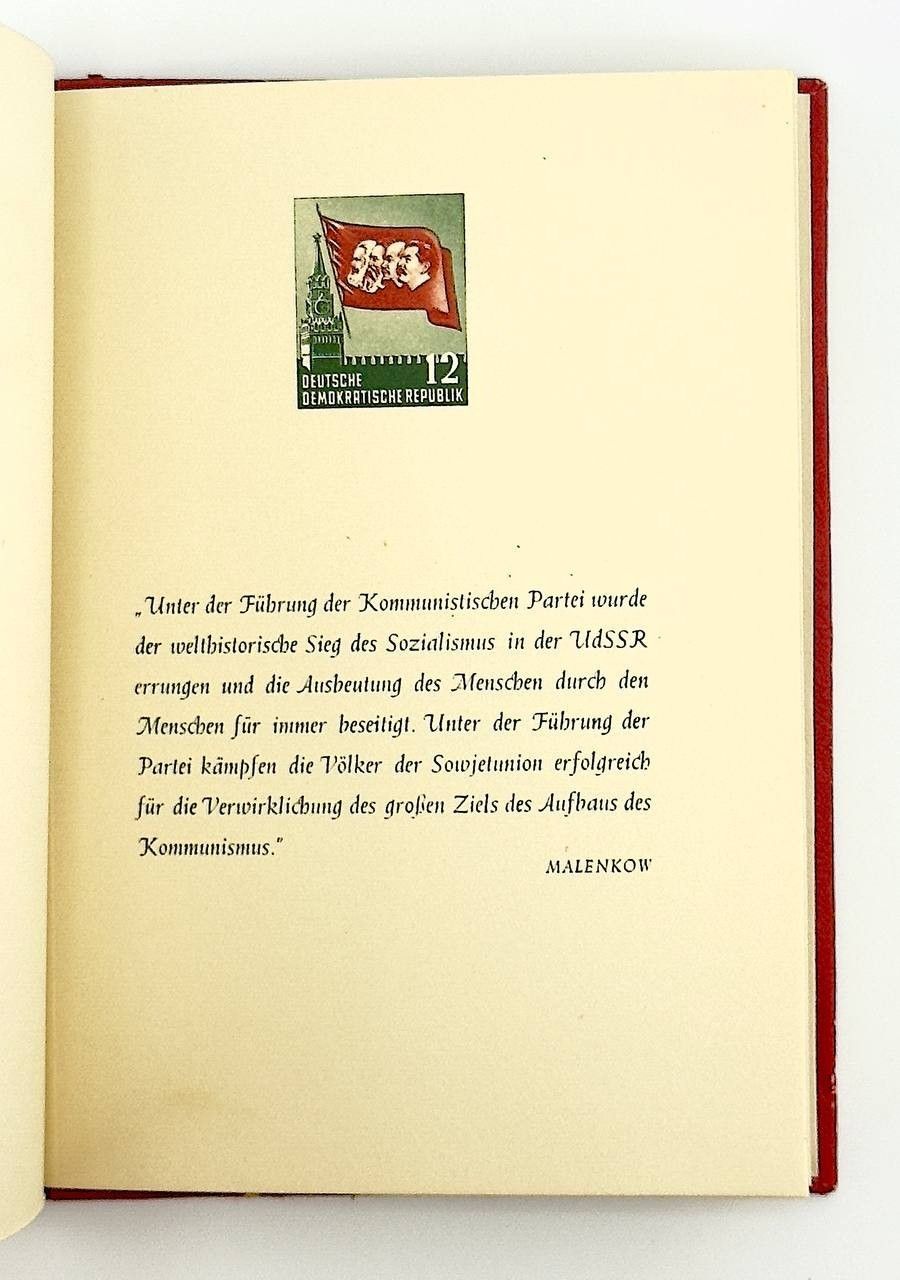 12
DEUTSCHE
DEMOKRATISCHE REPUBLIK
„Unter der Führung der Kommunistischen Partei wurde
der welthistorische Sieg des Sozialismus in der UdSSR
errungen und die Ausbeutung des Menschen durch den
Menschen für immer beseitigt. Unter der Führung der
Partei kämpfen die Völker der Sowjetunion erfolgreich
für die Verwirklichung des großen Ziels des Aufbaus des
Kommunismus.”
MALENKOW